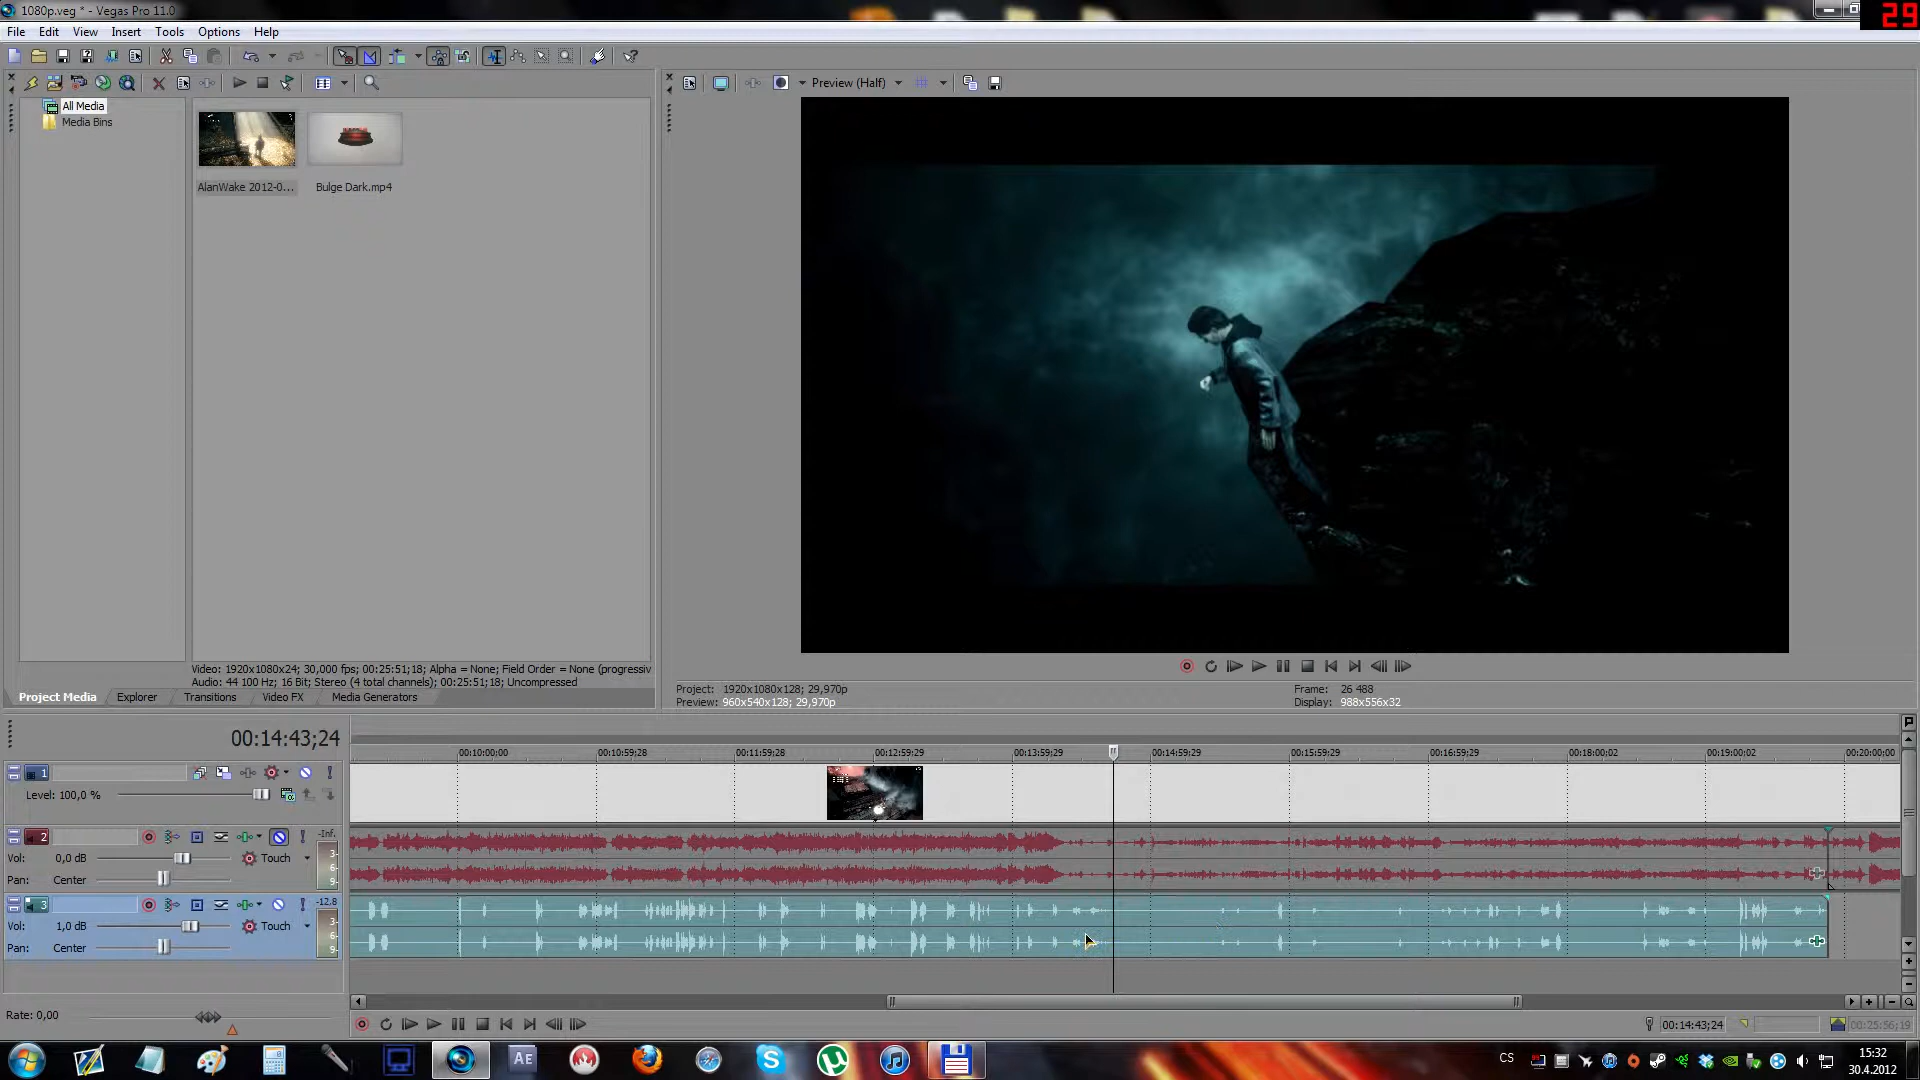 1080p.veg * - Vegas Pro 11.0
29
File Edit View Insert Tools Options Help
Preview (Half)
All Media
Media Bins
AlanWake 2012-0...
Bulge Dark.mp4
Video: 1920x1080x24; 30,000 fps; 00:25:51;18; Alpha = None; Field Order = None (progressiv
Audio: 44 100 Hz; 16 Bit; Stereo (4 total channels); 00:25:51;18; Uncompressed
Project Media Explorer Transitions Video FX Media Generators
Project: 1920x1080x128; 29,970p
Preview: 960x540x128; 29,970p
Frame: 26 488
Display: 988x556x32
00:14:43;24
00:10:00;00 00:10:59;28 00:11:59;28 00:12:59;29 00:13:59;29 00:14:59;29 00:15:59;29 00:16:59;29 00:18:00;02 00:19:00;02 00:20:00;00
1
Level: 100,0 %
2
-Inf.
Vol: 0,0 dB Touch
3
6
9
Pan: Center
3
-12.8
Vol: 1,0 dB Touch
3
6
9
Pan: Center
Rate: 0,00
00:14:43;24
00:25:56;19
AE
CS
15:32
30.4.2012